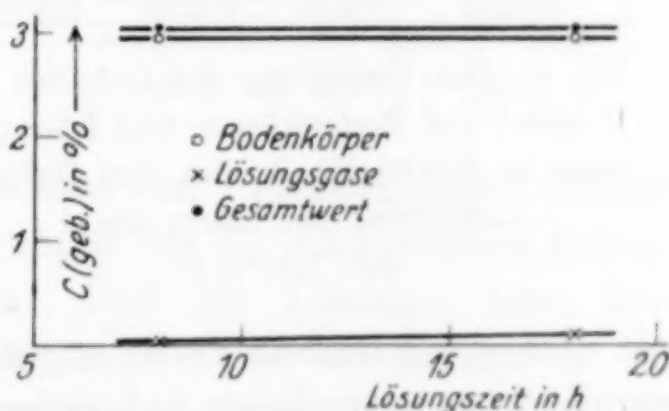 3
2
1
C (geb.) in %
○ Bodenkörper
× Lösungsgase
• Gesamtwert
5 10 15 20
Lösungszeit in h